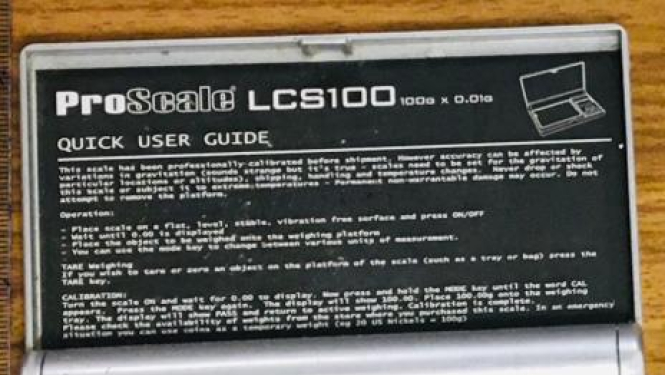 ProScale LCS100 100g x 0.01g
QUICK USER GUIDE
This scale has been professionally calibrated before shipment. However accuracy can be affected by
variations in gravitation (sounds strange but it's true - scales need to be set for the gravitation of
particular locations or altitudes), shipping, handling and temperature changes. Never drop or shock
this scale or subject is to extreme temperatures - Permanent non-warrantable damage may occur. Do not
attempt to remove the platform.
Operation:
- Place scale on a flat, level, stable, vibration free surface and press ON/OFF
- Wait until 0.00 is displayed
- Place the object to be weighed onto the weighing platform
- You can use the mode key to change between various units of measurement.
TARE Weighing
If you wish to tare or zero an object on the platform of the scale (such as a tray or bag) press the
TARE key.
CALIBRATION:
Turn the scale ON and wait for 0.00 to display. Now press and hold the MODE key until the word CAL
appears. Press the MODE key again. The display will show 100.00. Place 100.00g onto the weighing
tray. The display will show PASS and return to active weighing. Calibration complete.
Please check the availability of weights from the store where you purchased this scale. In an emergency
situation you can use coins as a temporary weight (eg 20 US Nickels = 100g)